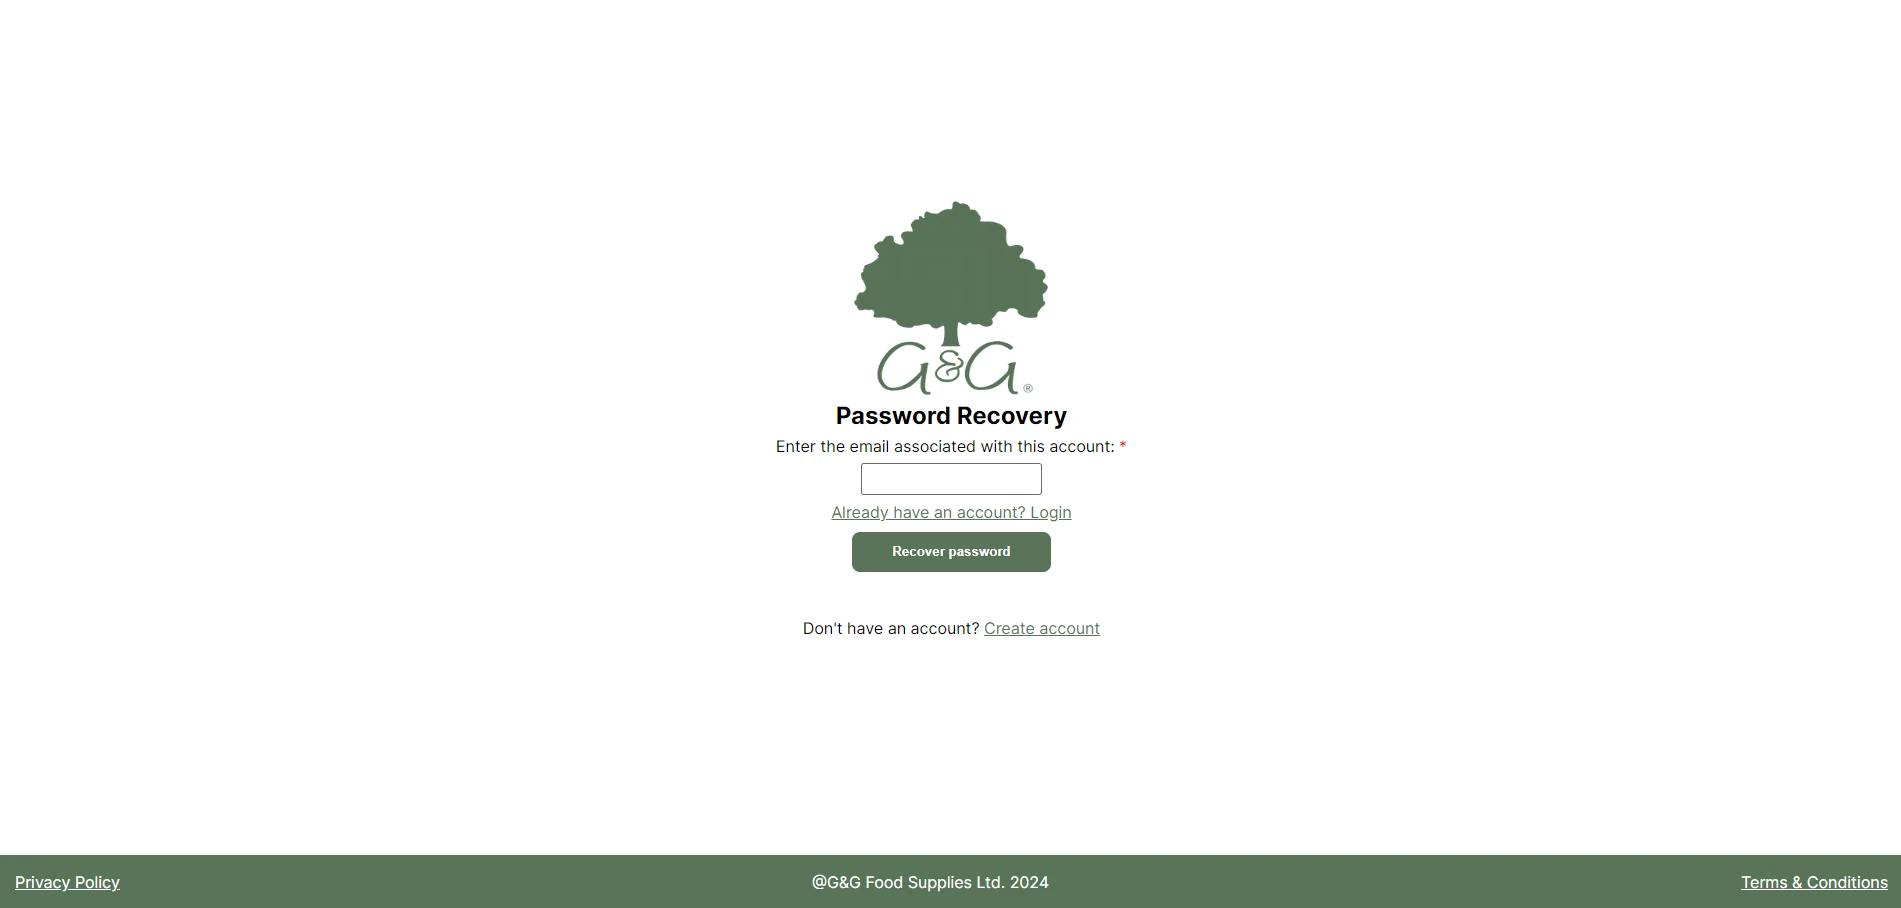 G&G ®
Password Recovery
Enter the email associated with this account: *
Already have an account? Login
Recover password
Don't have an account? Create account
Privacy Policy
@G&G Food Supplies Ltd. 2024
Terms & Conditions